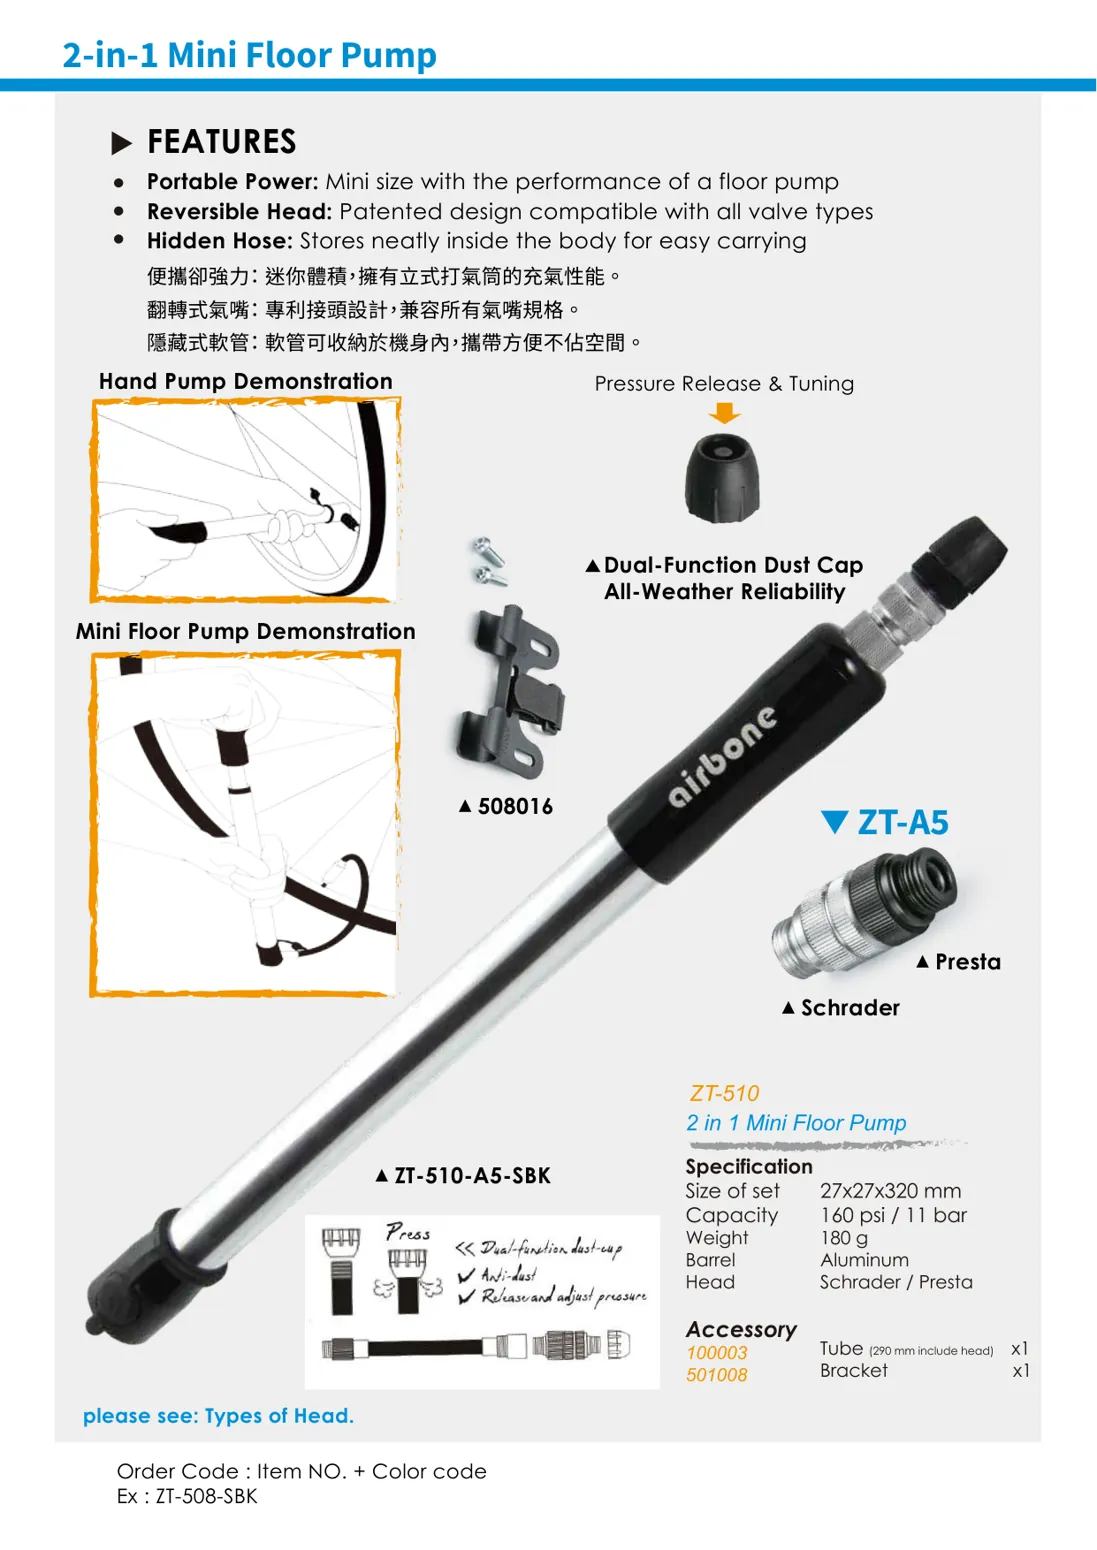 2-in-1 Mini Floor Pump
FEATURES
Portable Power: Mini size with the performance of a floor pump
Reversible Head: Patented design compatible with all valve types
Hidden Hose: Stores neatly inside the body for easy carrying
便攜卻強力：迷你體積，擁有立式打氣筒的充氣性能。
翻轉式氣嘴：專利接頭設計，兼容所有氣嘴規格。
隱藏式軟管：軟管可收納於機身內，攜帶方便不佔空間。
Hand Pump Demonstration
Pressure Release & Tuning
Dual-Function Dust Cap
All-Weather Reliability
Mini Floor Pump Demonstration
airbone
508016
ZT-A5
Presta
Schrader
ZT-510
2 in 1 Mini Floor Pump
Specification
Size of set 27x27x320 mm
Capacity 160 psi / 11 bar
Weight 180 g
Barrel Aluminum
Head Schrader / Presta
ZT-510-A5-SBK
Press
<< Dual-function dust-cup
Anti-dust
Release and adjust pressure
Accessory
100003 Tube (290 mm include head) x1
501008 Bracket x1
please see: Types of Head.
Order Code : Item NO. + Color code
Ex : ZT-508-SBK